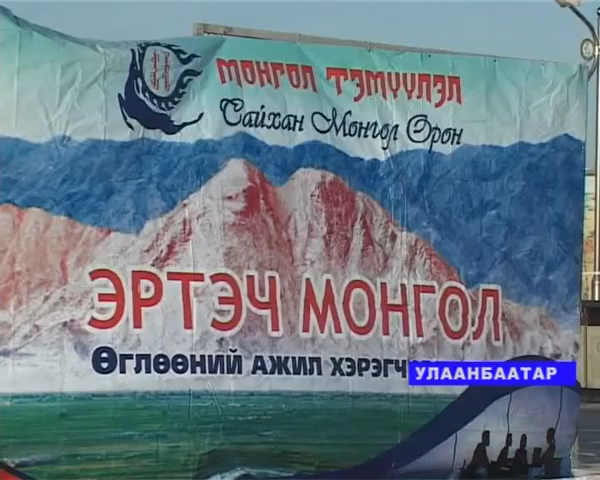 МОНГОЛ ТЭМҮҮЛЭЛ
Сайхан Монгол Орон
ЭРТЭЧ МОНГОЛ
ӨГЛӨӨНИЙ АЖИЛ
УЛААНБААТАР